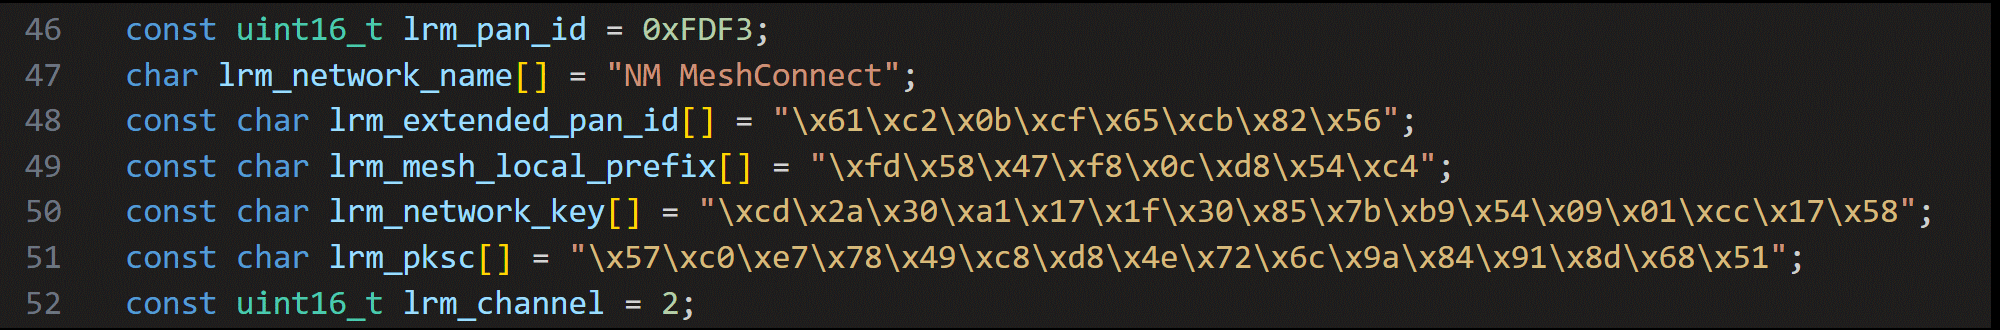 46 const uint16_t lrm_pan_id = 0xFDF3;
47 char lrm_network_name[] = "NM MeshConnect";
48 const char lrm_extended_pan_id[] = "\x61\xc2\x0b\xcf\x65\xcb\x82\x56";
49 const char lrm_mesh_local_prefix[] = "\xfd\x58\x47\xf8\x0c\xd8\x54\xc4";
50 const char lrm_network_key[] = "\xcd\x2a\x30\xa1\x17\x1f\x30\x85\x7b\xb9\x54\x09\x01\xcc\x17\x58";
51 const char lrm_pksc[] = "\x57\xc0\xe7\x78\x49\xc8\xd8\x4e\x72\x6c\x9a\x84\x91\x8d\x68\x51";
52 const uint16_t lrm_channel = 2;